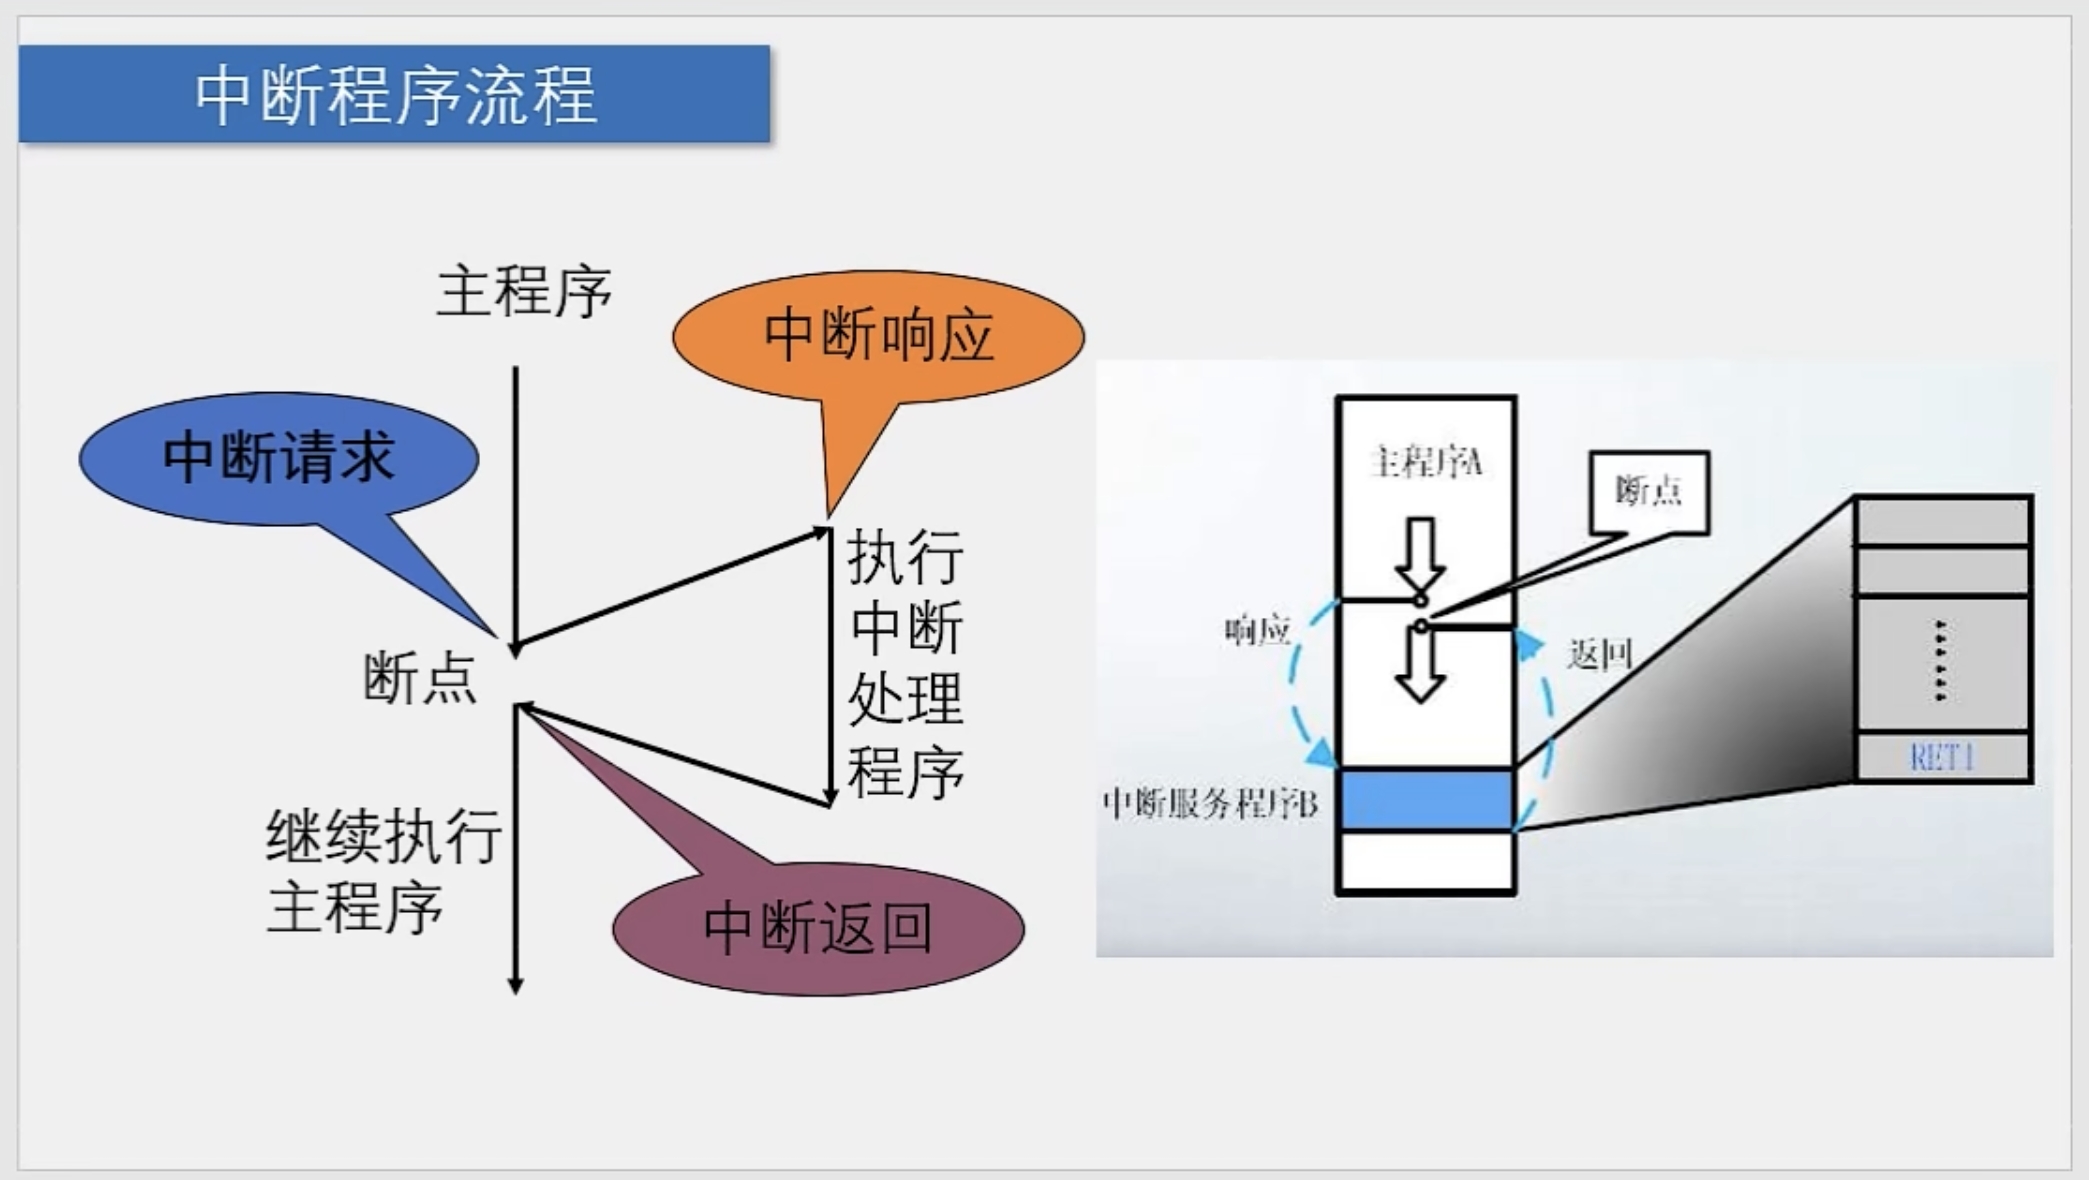 中断程序流程
主程序
中断响应
中断请求
断点
执行
中断
处理
程序
继续执行
主程序
中断返回
主程序A
断点
响应
返回
中断服务程序B
RETI